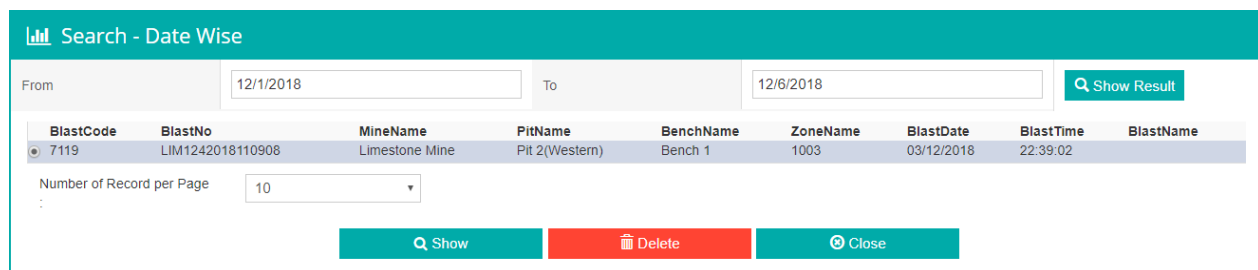 Search - Date Wise
From 12/1/2018 To 12/6/2018 Show Result
BlastCode BlastNo MineName PitName BenchName ZoneName BlastDate BlastTime BlastName
7119 LIM1242018110908 Limestone Mine Pit 2(Western) Bench 1 1003 03/12/2018 22:39:02
Number of Record per Page 10
:
Show Delete Close